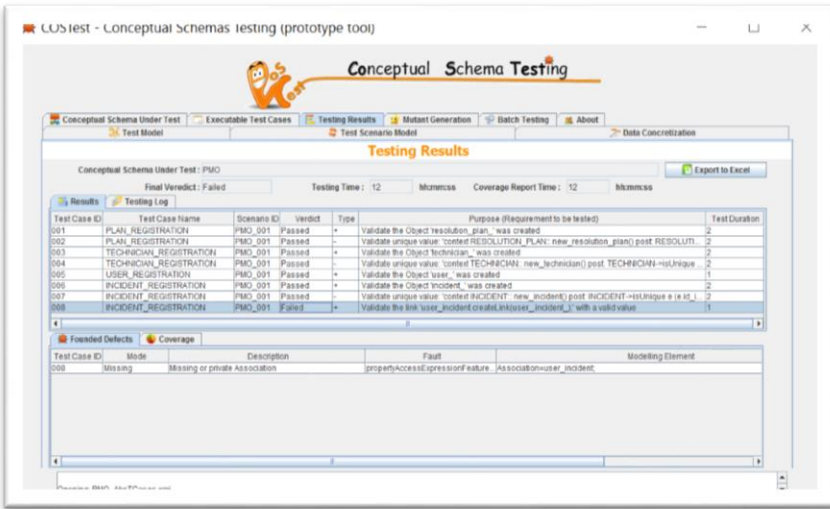 COSTest - Conceptual Schemas Testing (prototype tool)
CosTest
Conceptual Schema Testing
Conceptual Schema Under Test Executable Test Cases Testing Results Mutant Generation Batch Testing About
Test Model Test Scenario Model Data Concretization
Testing Results
Conceptual Schema Under Test : PMO Export to Excel
Final Veredict : Failed Testing Time : 12 hh:mm:ss Coverage Report Time : 12 hh:mm:ss
Results Testing Log
Test Case ID Test Case Name Scenario ID Verdict Type Purpose (Requirement to be tested) Test Duration
001 PLAN_REGISTRATION PMO_001 Passed + Validate the Object 'resolution_plan_' was created 2
002 PLAN_REGISTRATION PMO_001 Passed - Validate unique value: 'context RESOLUTION_PLAN:: new_resolution_plan() post: RESOLUTI... 2
003 TECHNICIAN_REGISTRATION PMO_001 Passed + Validate the Object 'technician_' was created 2
004 TECHNICIAN_REGISTRATION PMO_001 Passed - Validate unique value: 'context TECHNICIAN:: new_technician() post: TECHNICIAN->isUnique ... 2
005 USER_REGISTRATION PMO_001 Passed + Validate the Object 'user_' was created 1
006 INCIDENT_REGISTRATION PMO_001 Passed + Validate the Object 'incident_' was created 2
007 INCIDENT_REGISTRATION PMO_001 Passed - Validate unique value: 'context INCIDENT:: new_incident() post: INCIDENT->isUnique e (e.id_i... 2
008 INCIDENT_REGISTRATION PMO_001 Failed + Validate the link 'user_incident.createLink(user_incident_)' with a valid value 1
Founded Defects Coverage
Test Case ID Mode Description Fault Modelling Element
008 Missing Missing or private Association propertyAccessExpressionFeature... Association=user_incident;